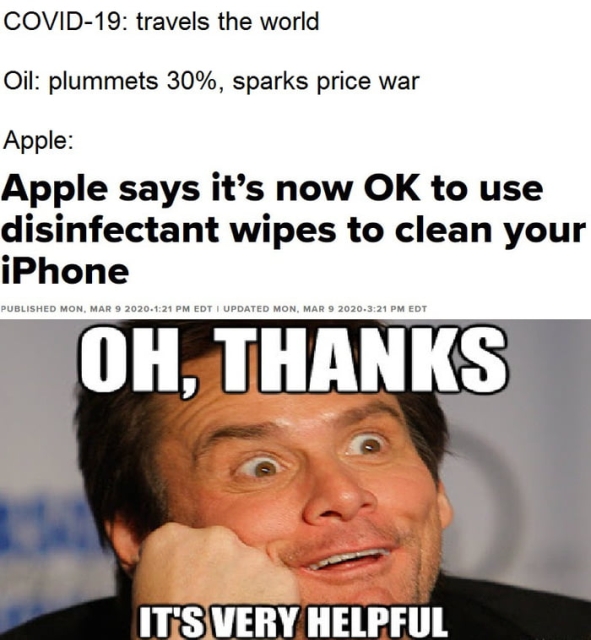 COVID-19: travels the world
Oil: plummets 30%, sparks price war
Apple:
Apple says it's now OK to use
disinfectant wipes to clean your
iPhone
PUBLISHED MON, MAR 9 2020•1:21 PM EDT | UPDATED MON, MAR 9 2020•3:21 PM EDT
OH, THANKS
IT'S VERY HELPFUL